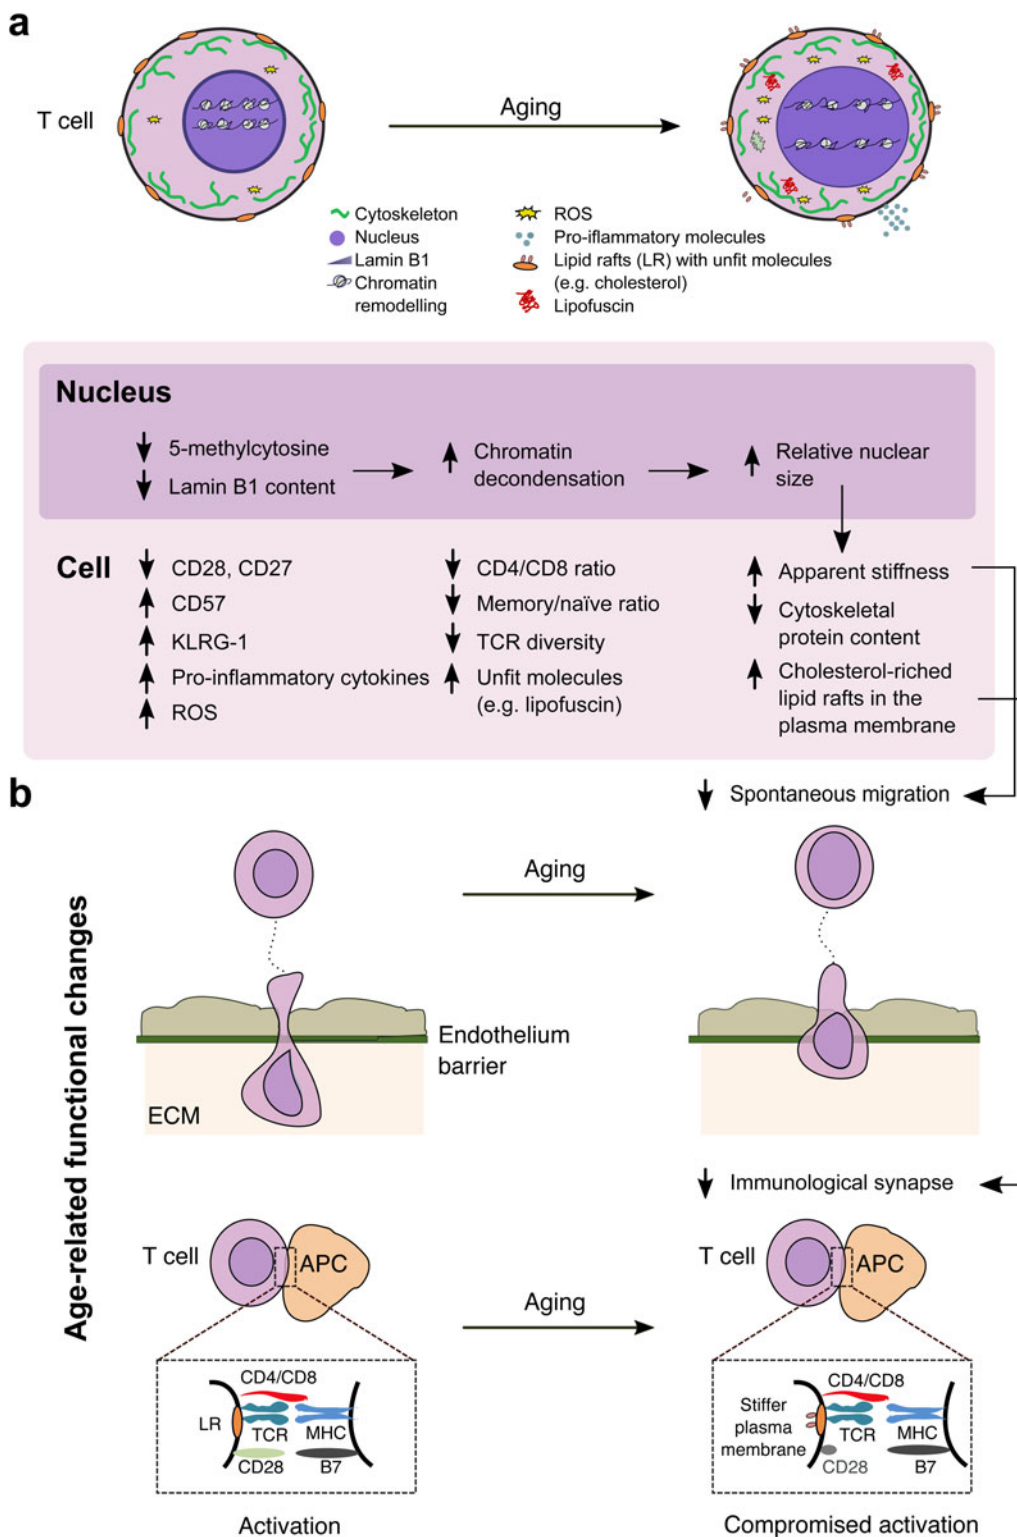 a
T cell
Aging
Cytoskeleton
Nucleus
Lamin B1
Chromatin
remodelling
ROS
Pro-iflammatory molecules
Lipid rafts (LR) with unfit molecules
(e.g. cholesterol)
Lipofuscin
Nucleus
5-methylcytosine
Lamin B1 content
Chromatin
decondensation
Relative nuclear
size
Cell
CD28, CD27
CD57
KLRG-1
Pro-inflammatory cytokines
ROS
CD4/CD8 ratio
Memory/naïve ratio
TCR diversity
Unfit molecules
(e.g. lipofuscin)
Apparent stiffness
Cytoskeletal
protein content
Cholesterol-riched
lipid rafts in the
plasma membrane
b
Age-related functional changes
Spontaneous migration
Aging
Endothelium
barrier
ECM
Immunological synapse
T cell
APC
Aging
T cell
APC
CD4/CD8
LR
TCR
MHC
CD28
B7
Activation
CD4/CD8
Stiffer
plasma
membrane
TCR
MHC
CD28
B7
Compromised activation